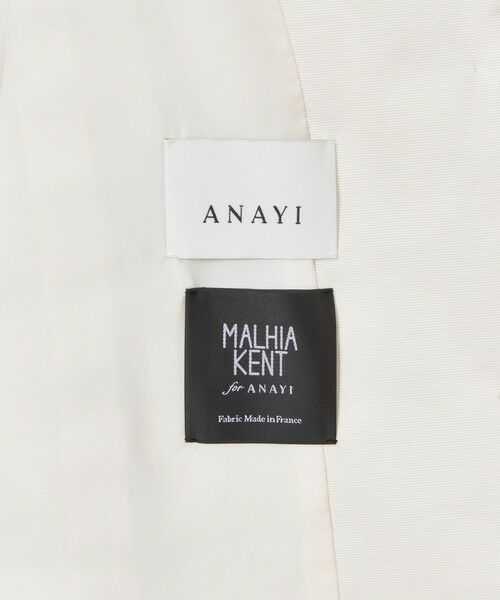 ANAYI
MALHIA
KENT
for ANAYI
Fabric Made in France